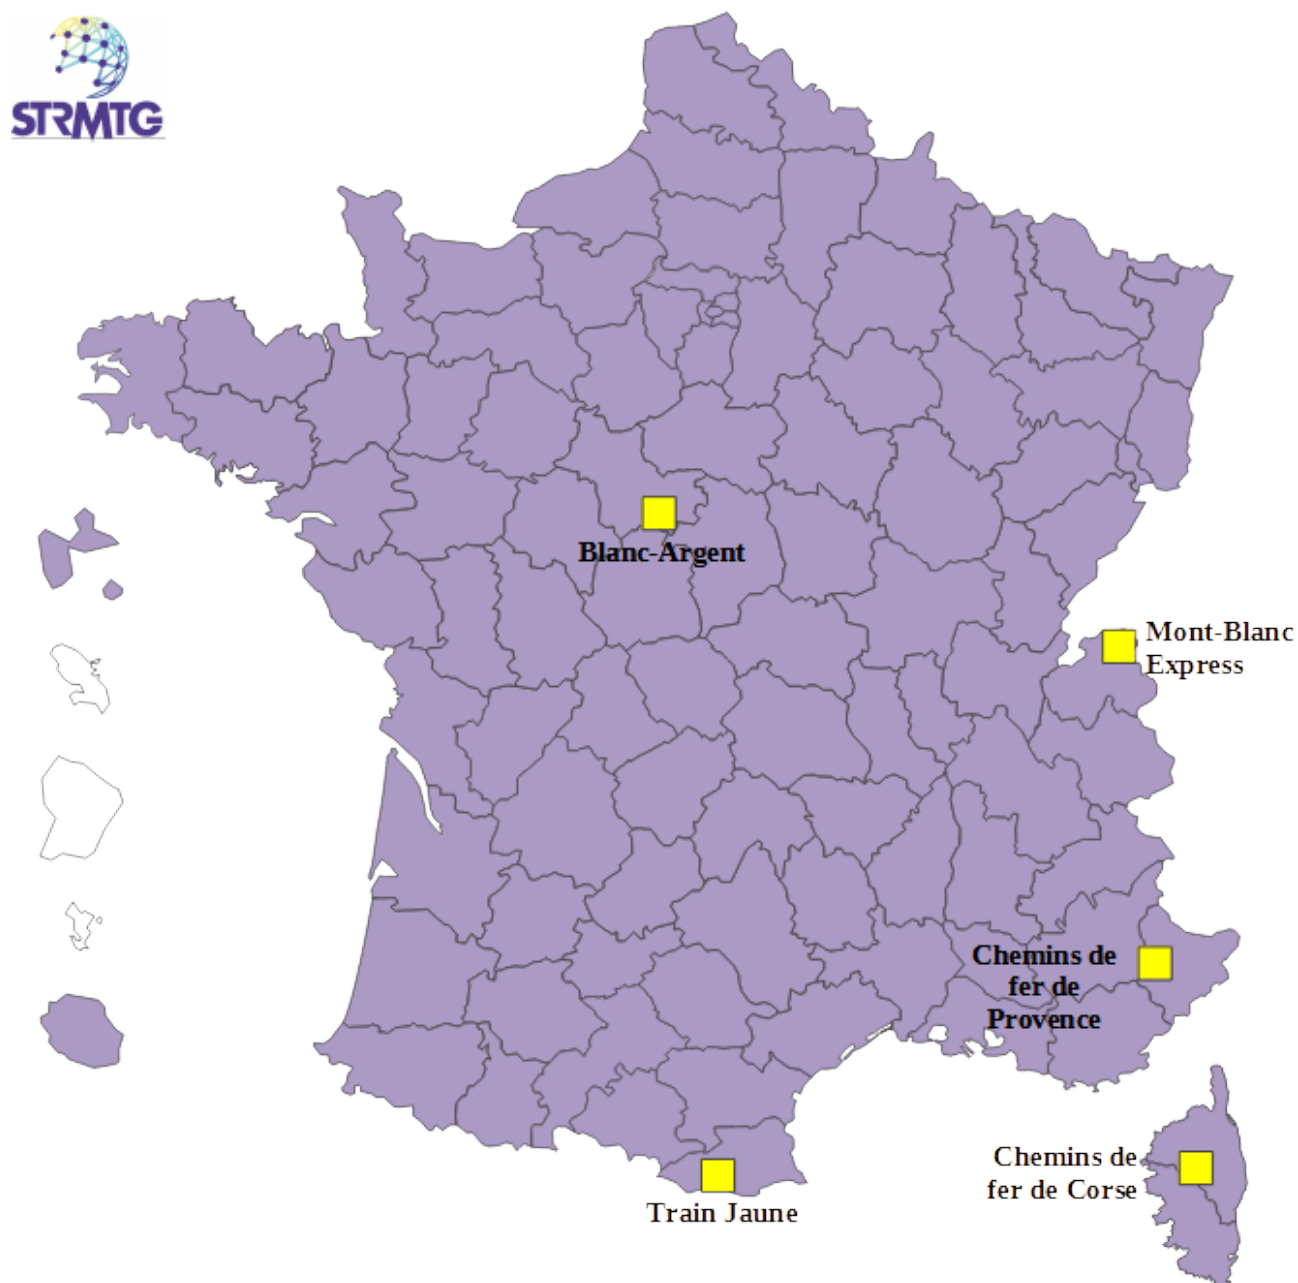 STRMTG
Blanc-Argent
Mont-Blanc
Express
Chemins de
fer de
Provence
Chemins de
fer de Corse
Train Jaune